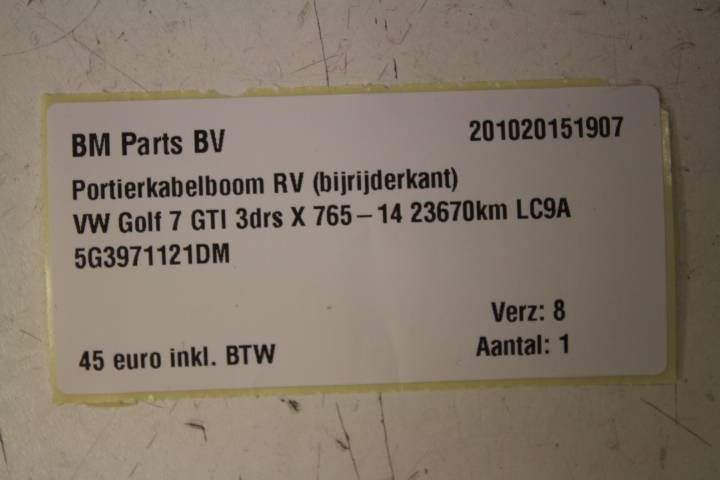 BM Parts BV 201020151907
Portierkabelboom RV (bijrijderkant)
VW Golf 7 GTI 3drs X 765-14 23670km LC9A
5G3971121DM
Verz: 8
45 euro inkl. BTW Aantal: 1